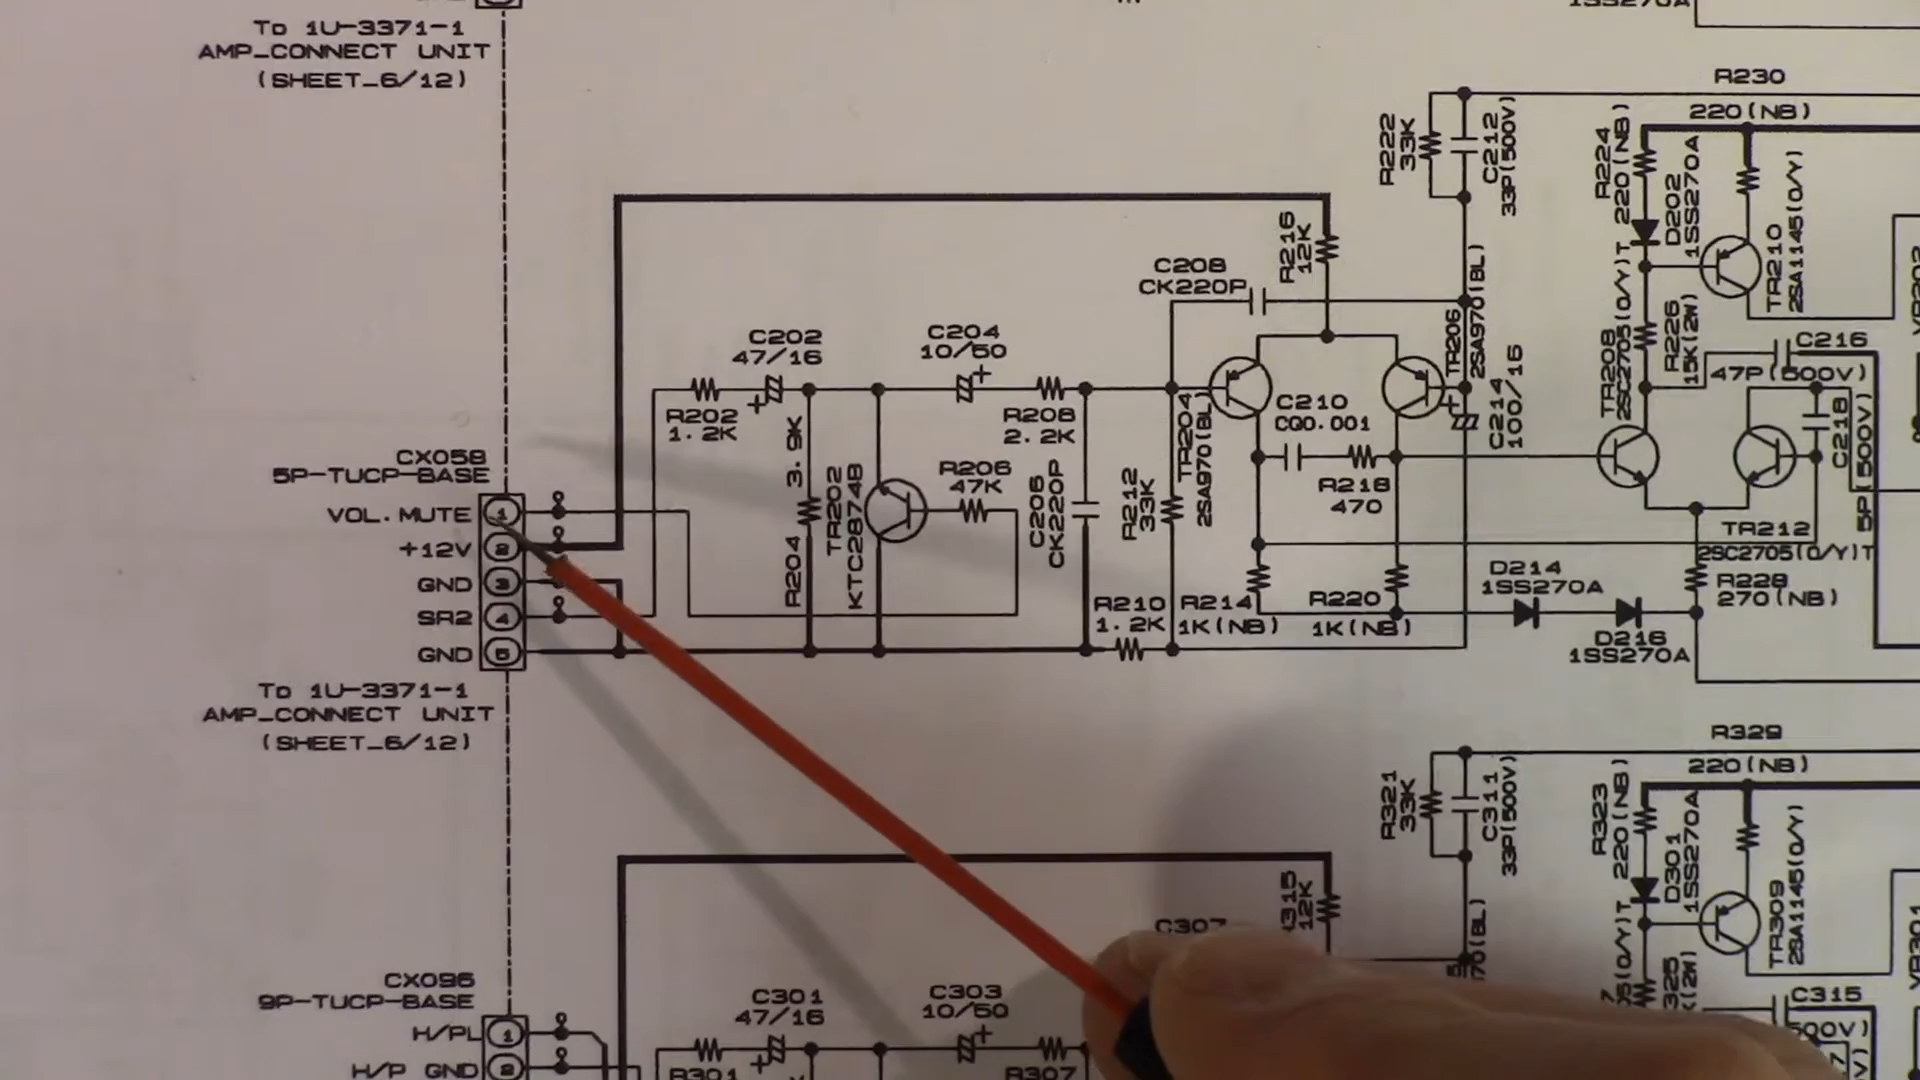 To 1U-3371-1
AMP_CONNECT UNIT
(SHEET_6/12)
1SS270A
R230
220(NB)
R222
33K
C212
33P(500V)
R224
220(NB)
D202
1SS270A
TR210
2SA1145(O/Y)
R216
12K
C208
CK220P
TR206
2SA970(BL)
TR208
2SC2705(O/Y)T
R226
15K(2W)
C216
47P(500V)
C202
47/16
C204
10/50
R202
1.2K
R208
2.2K
TR204
2SA970(BL)
C210
CQ0.001
C214
100/16
C218
5P(500V)
R204
3.9K
TR202
KTC2874B
R206
47K
C206
CK220P
R212
33K
R218
470
CX058
5P-TUCP-BASE
VOL. MUTE
1
+12V
2
GND
3
SR2
4
GND
5
TR212
2SC2705(O/Y)T
D214
1SS270A
R228
270(NB)
R210
1.2K
R214
1K(NB)
R220
1K(NB)
D216
1SS270A
To 1U-3371-1
AMP_CONNECT UNIT
(SHEET_6/12)
R329
220(NB)
R321
33K
C311
33P(500V)
R323
220(NB)
D301
1SS270A
TR309
2SA1145(O/Y)
12K
C307
C315
CX096
9P-TUCP-BASE
H/PL
1
H/P GND
2
C301
47/16
C303
10/50
R301
R307